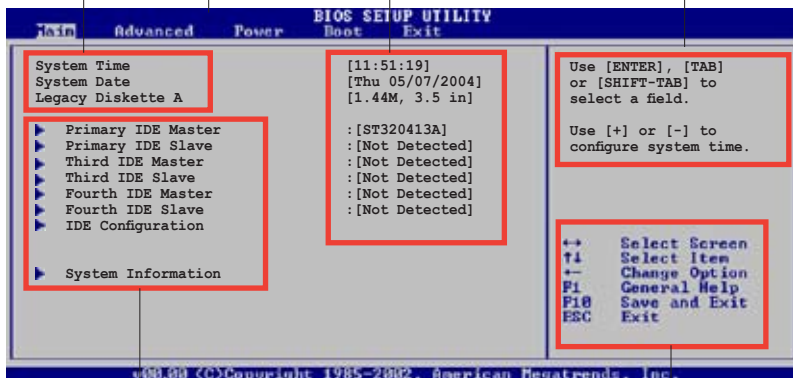 BIOS SETUP UTILITY
Main Advanced Power Boot Exit
System Time [11:51:19]
System Date [Thu 05/07/2004]
Legacy Diskette A [1.44M, 3.5 in]
Primary IDE Master :[ST320413A]
Primary IDE Slave :[Not Detected]
Third IDE Master :[Not Detected]
Third IDE Slave :[Not Detected]
Fourth IDE Master :[Not Detected]
Fourth IDE Slave :[Not Detected]
IDE Configuration
System Information
Use [ENTER], [TAB]
or [SHIFT-TAB] to
select a field.
Use [+] or [-] to
configure system time.
↔ Select Screen
↑↓ Select Item
+- Change Option
F1 General Help
F10 Save and Exit
ESC Exit
v00.00 (C)Copyright 1985-2002, American Megatrends, Inc.